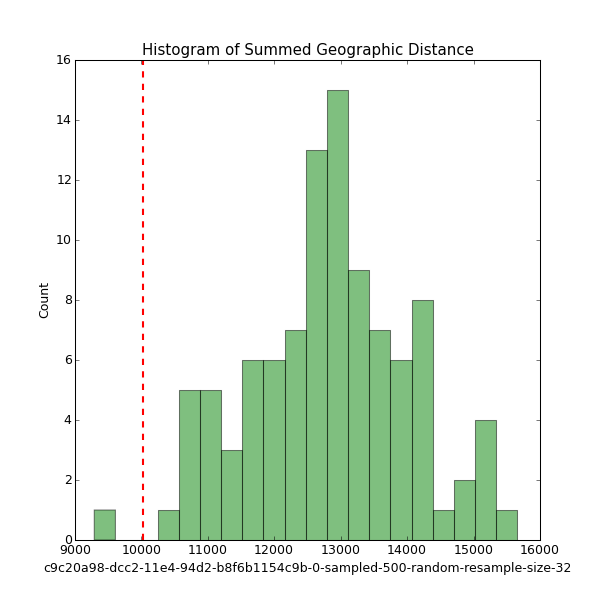 Histogram of Summed Geographic Distance
16
14
12
10
8
6
4
2
0
Count
9000 10000 11000 12000 13000 14000 15000 16000
c9c20a98-dcc2-11e4-94d2-b8f6b1154c9b-0-sampled-500-random-resample-size-32